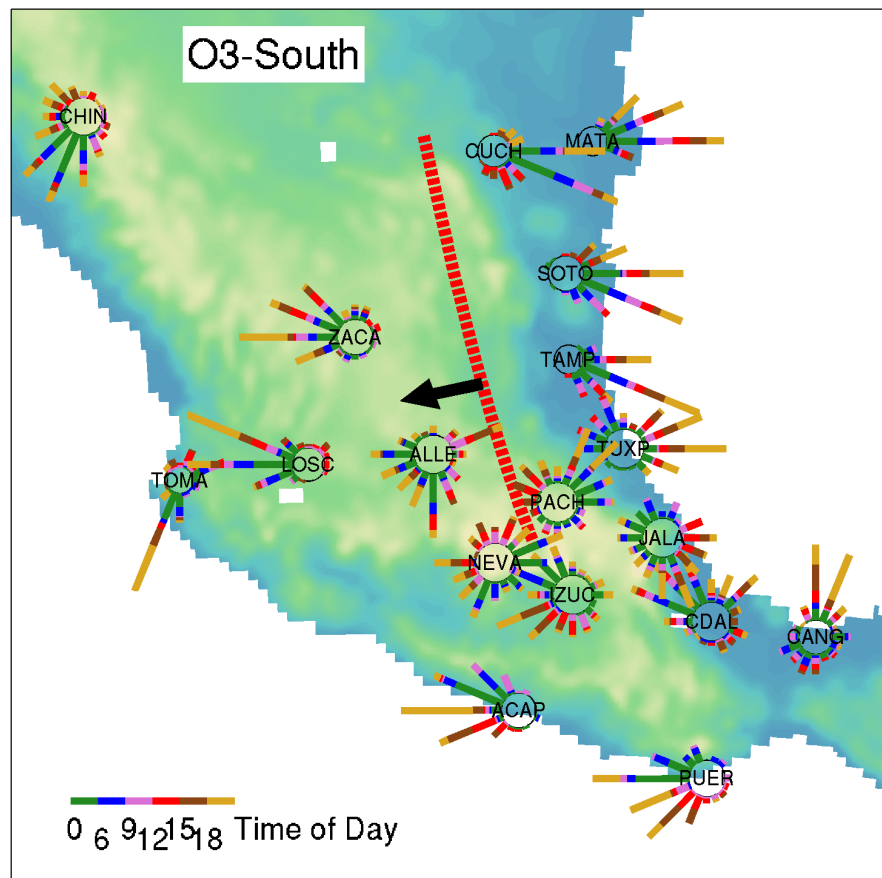 O3-South
CHIN
CUCH
MATA
SOTO
ZACA
TAMP
ALLE
TUXP
LOSC
TOMA
PACH
JALA
NEVA
IZUC
CDAL
CANG
ACAP
PUER
0 6 9 12 15 18 Time of Day